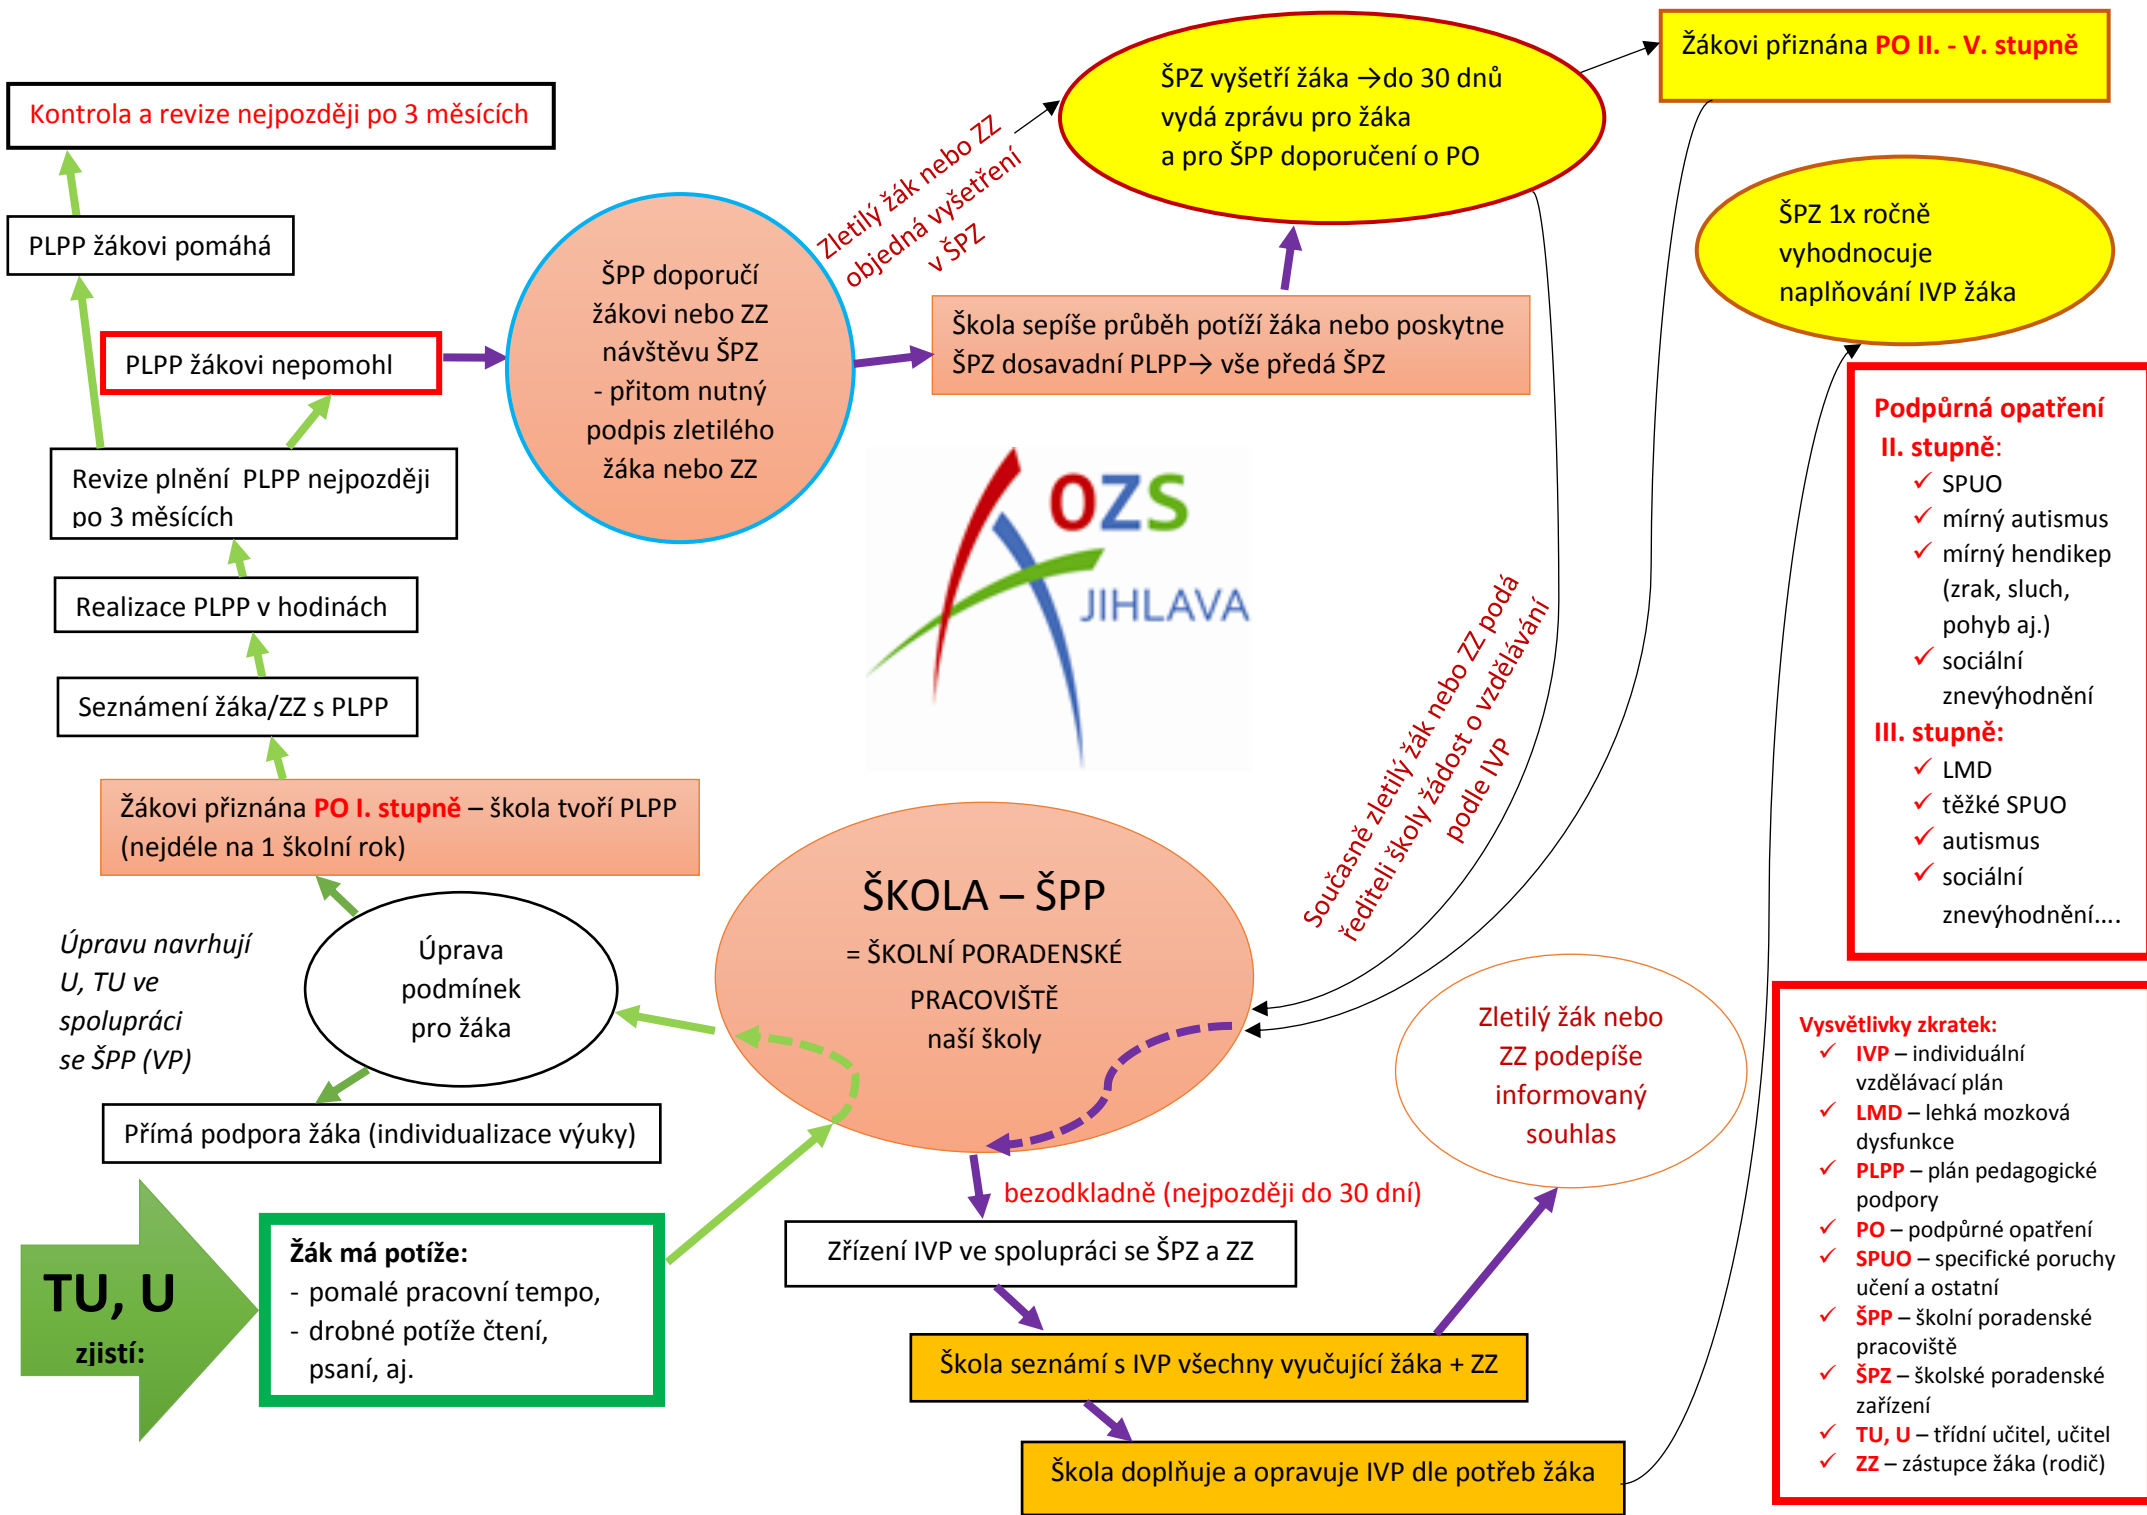 Kontrola a revize nejpozději po 3 měsících
PLPP žákovi pomáhá
PLPP žákovi nepomohl
Revize plnění PLPP nejpozději
po 3 měsících
Realizace PLPP v hodinách
Seznámení žáka/ZZ s PLPP
Žákovi přiznána PO I. stupně – škola tvoří PLPP
(nejdéle na 1 školní rok)
Úpravu navrhují
U, TU ve
spolupráci
se ŠPP (VP)
Úprava
podmínek
pro žáka
Přímá podpora žáka (individualizace výuky)
TU, U
zjistí:
Žák má potíže:
- pomalé pracovní tempo,
- drobné potíže čtení,
psaní, aj.
ŠPP doporučí
žákovi nebo ZZ
návštěvu ŠPZ
- přitom nutný
podpis zletilého
žáka nebo ZZ
Zletilý žák nebo ZZ
objedná vyšetření
v ŠPZ
ŠPZ vyšetří žáka →do 30 dnů
vydá zprávu pro žáka
a pro ŠPP doporučení o PO
Škola sepíše průběh potíží žáka nebo poskytne
ŠPZ dosavadní PLPP→ vše předá ŠPZ
OZS
JIHLAVA
ŠKOLA – ŠPP
= ŠKOLNÍ PORADENSKÉ
PRACOVIŠTĚ
naší školy
Současně zletilý žák nebo ZZ podá
řediteli školy žádost o vzdělávání
podle IVP
bezodkladně (nejpozději do 30 dní)
Zřízení IVP ve spolupráci se ŠPZ a ZZ
Škola seznámí s IVP všechny vyučující žáka + ZZ
Škola doplňuje a opravuje IVP dle potřeb žáka
Zletilý žák nebo
ZZ podepíše
informovaný
souhlas
Žákovi přiznána PO II. - V. stupně
ŠPZ 1x ročně
vyhodnocuje
naplňování IVP žáka
Podpůrná opatření
II. stupně:
✓ SPUO
✓ mírný autismus
✓ mírný hendikep
(zrak, sluch,
pohyb aj.)
✓ sociální
znevýhodnění
III. stupně:
✓ LMD
✓ těžké SPUO
✓ autismus
✓ sociální
znevýhodnění....
Vysvětlivky zkratek:
✓ IVP – individuální
vzdělávací plán
✓ LMD – lehká mozková
dysfunkce
✓ PLPP – plán pedagogické
podpory
✓ PO – podpůrné opatření
✓ SPUO – specifické poruchy
učení a ostatní
✓ ŠPP – školní poradenské
pracoviště
✓ ŠPZ – školské poradenské
zařízení
✓ TU, U – třídní učitel, učitel
✓ ZZ – zástupce žáka (rodič)